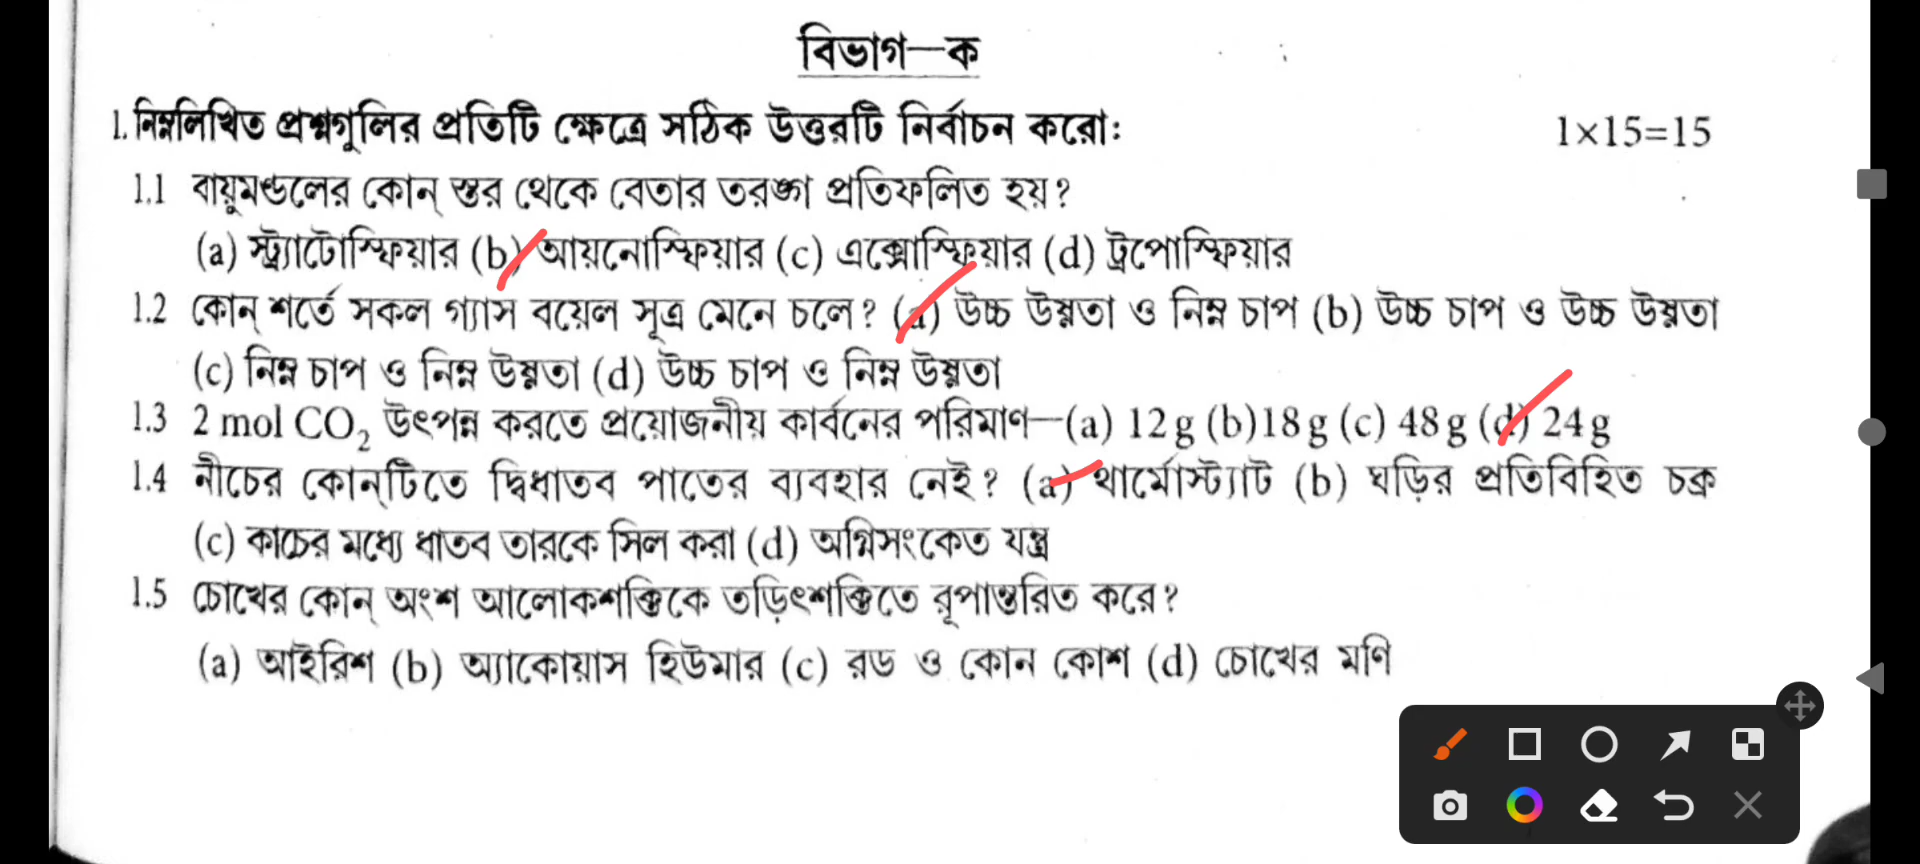 বিভাগ—ক
1. নিম্নলিখিত প্রশ্নগুলির প্রতিটি ক্ষেত্রে সঠিক উত্তরটি নির্বাচন করো: 1×15=15
1.1 বায়ুমণ্ডলের কোন্ স্তর থেকে বেতার তরঙ্গ প্রতিফলিত হয়?
(a) স্ট্র্যাটোস্ফিয়ার (b) আয়নোস্ফিয়ার (c) এক্সোস্ফিয়ার (d) ট্রপোস্ফিয়ার
1.2 কোন্ শর্তে সকল গ্যাস বয়েল সূত্র মেনে চলে? (a) উচ্চ উষ্ণতা ও নিম্ন চাপ (b) উচ্চ চাপ ও উচ্চ উষ্ণতা
(c) নিম্ন চাপ ও নিম্ন উষ্ণতা (d) উচ্চ চাপ ও নিম্ন উষ্ণতা
1.3 2 mol CO₂ উৎপন্ন করতে প্রয়োজনীয় কার্বনের পরিমাণ—(a) 12g (b)18g (c) 48g (d) 24g
1.4 নীচের কোন্‌টিতে দ্বিধাতব পাতের ব্যবহার নেই? (a) থার্মোস্ট্যাট (b) ঘড়ির প্রতিবিহিত চক্র
(c) কাচের মধ্যে ধাতব তারকে সিল করা (d) অগ্নিসংকেত যন্ত্র
1.5 চোখের কোন্ অংশ আলোকশক্তিকে তড়িৎশক্তিতে রূপান্তরিত করে?
(a) আইরিশ (b) অ্যাকোয়াস হিউমার (c) রড ও কোন কোশ (d) চোখের মণি